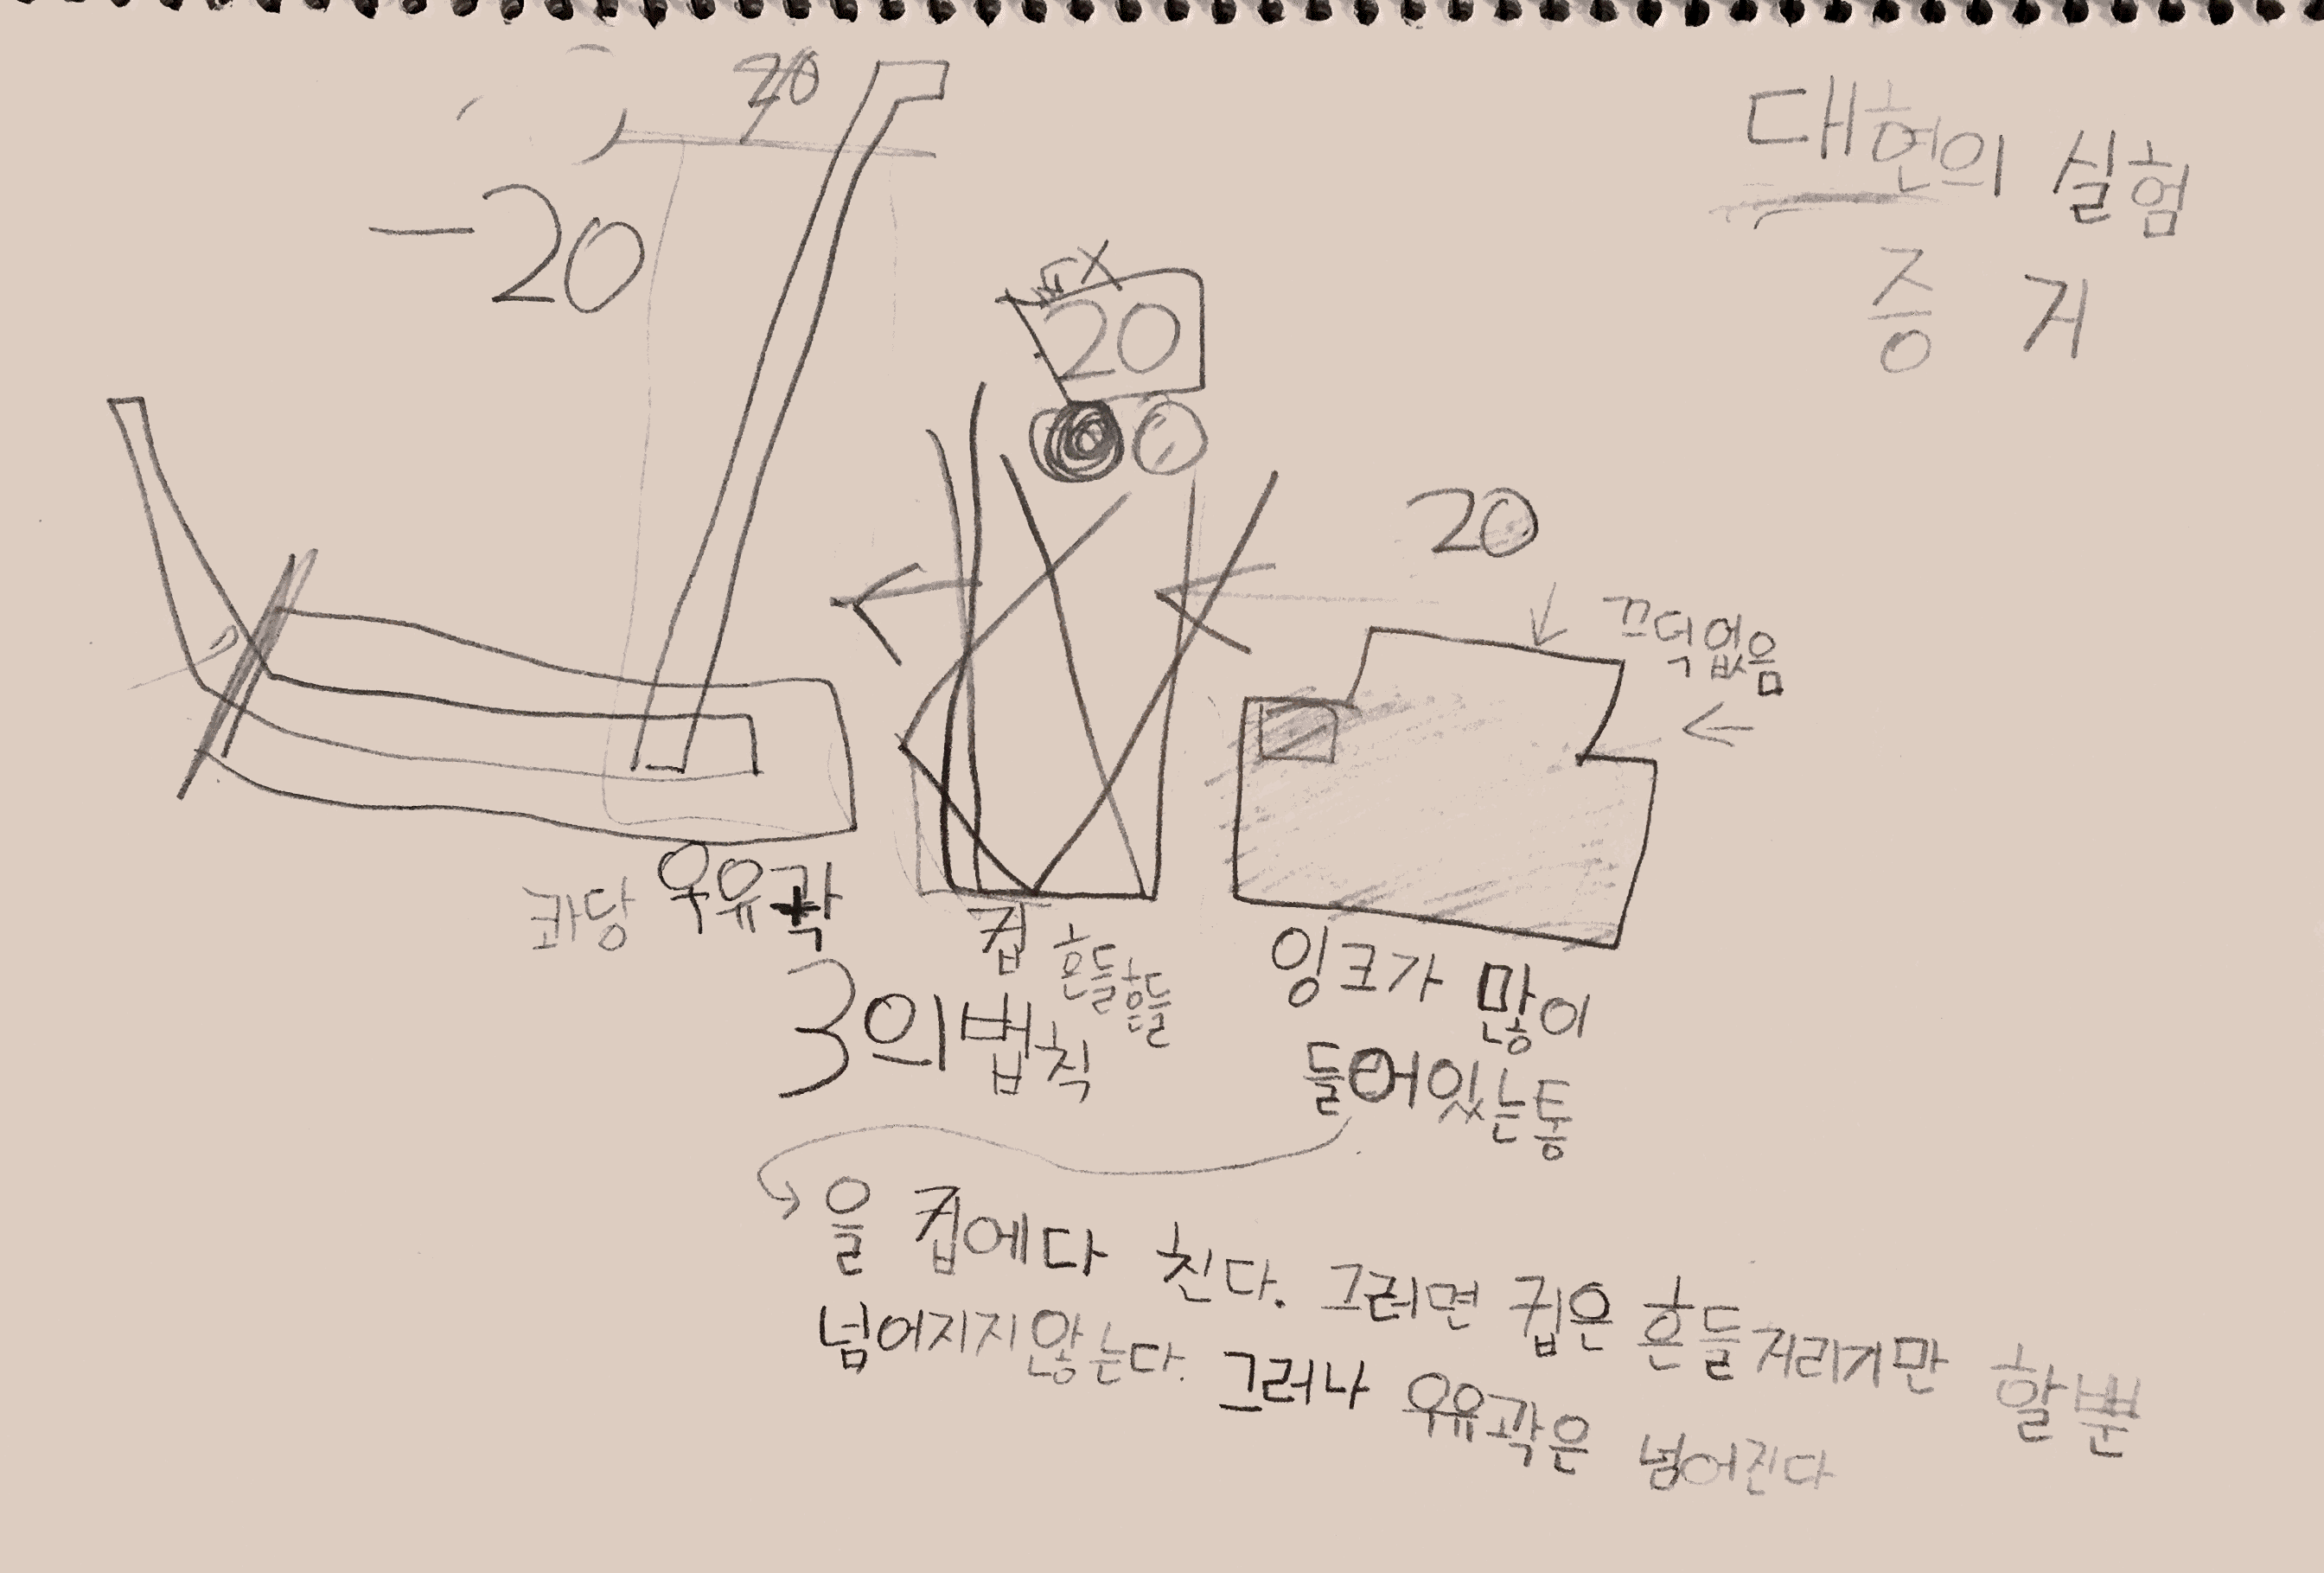 대현의 실험
증거
20
-20
20
20
끄덕없음
콰당 우유곽
컵 흔들흔들
3의법칙
잉크가 많이
들어있는통
을 컵에다 친다. 그러면 컵은 흔들거리기만 할뿐
넘어지지않는다. 그러나 우유곽은 넘어진다